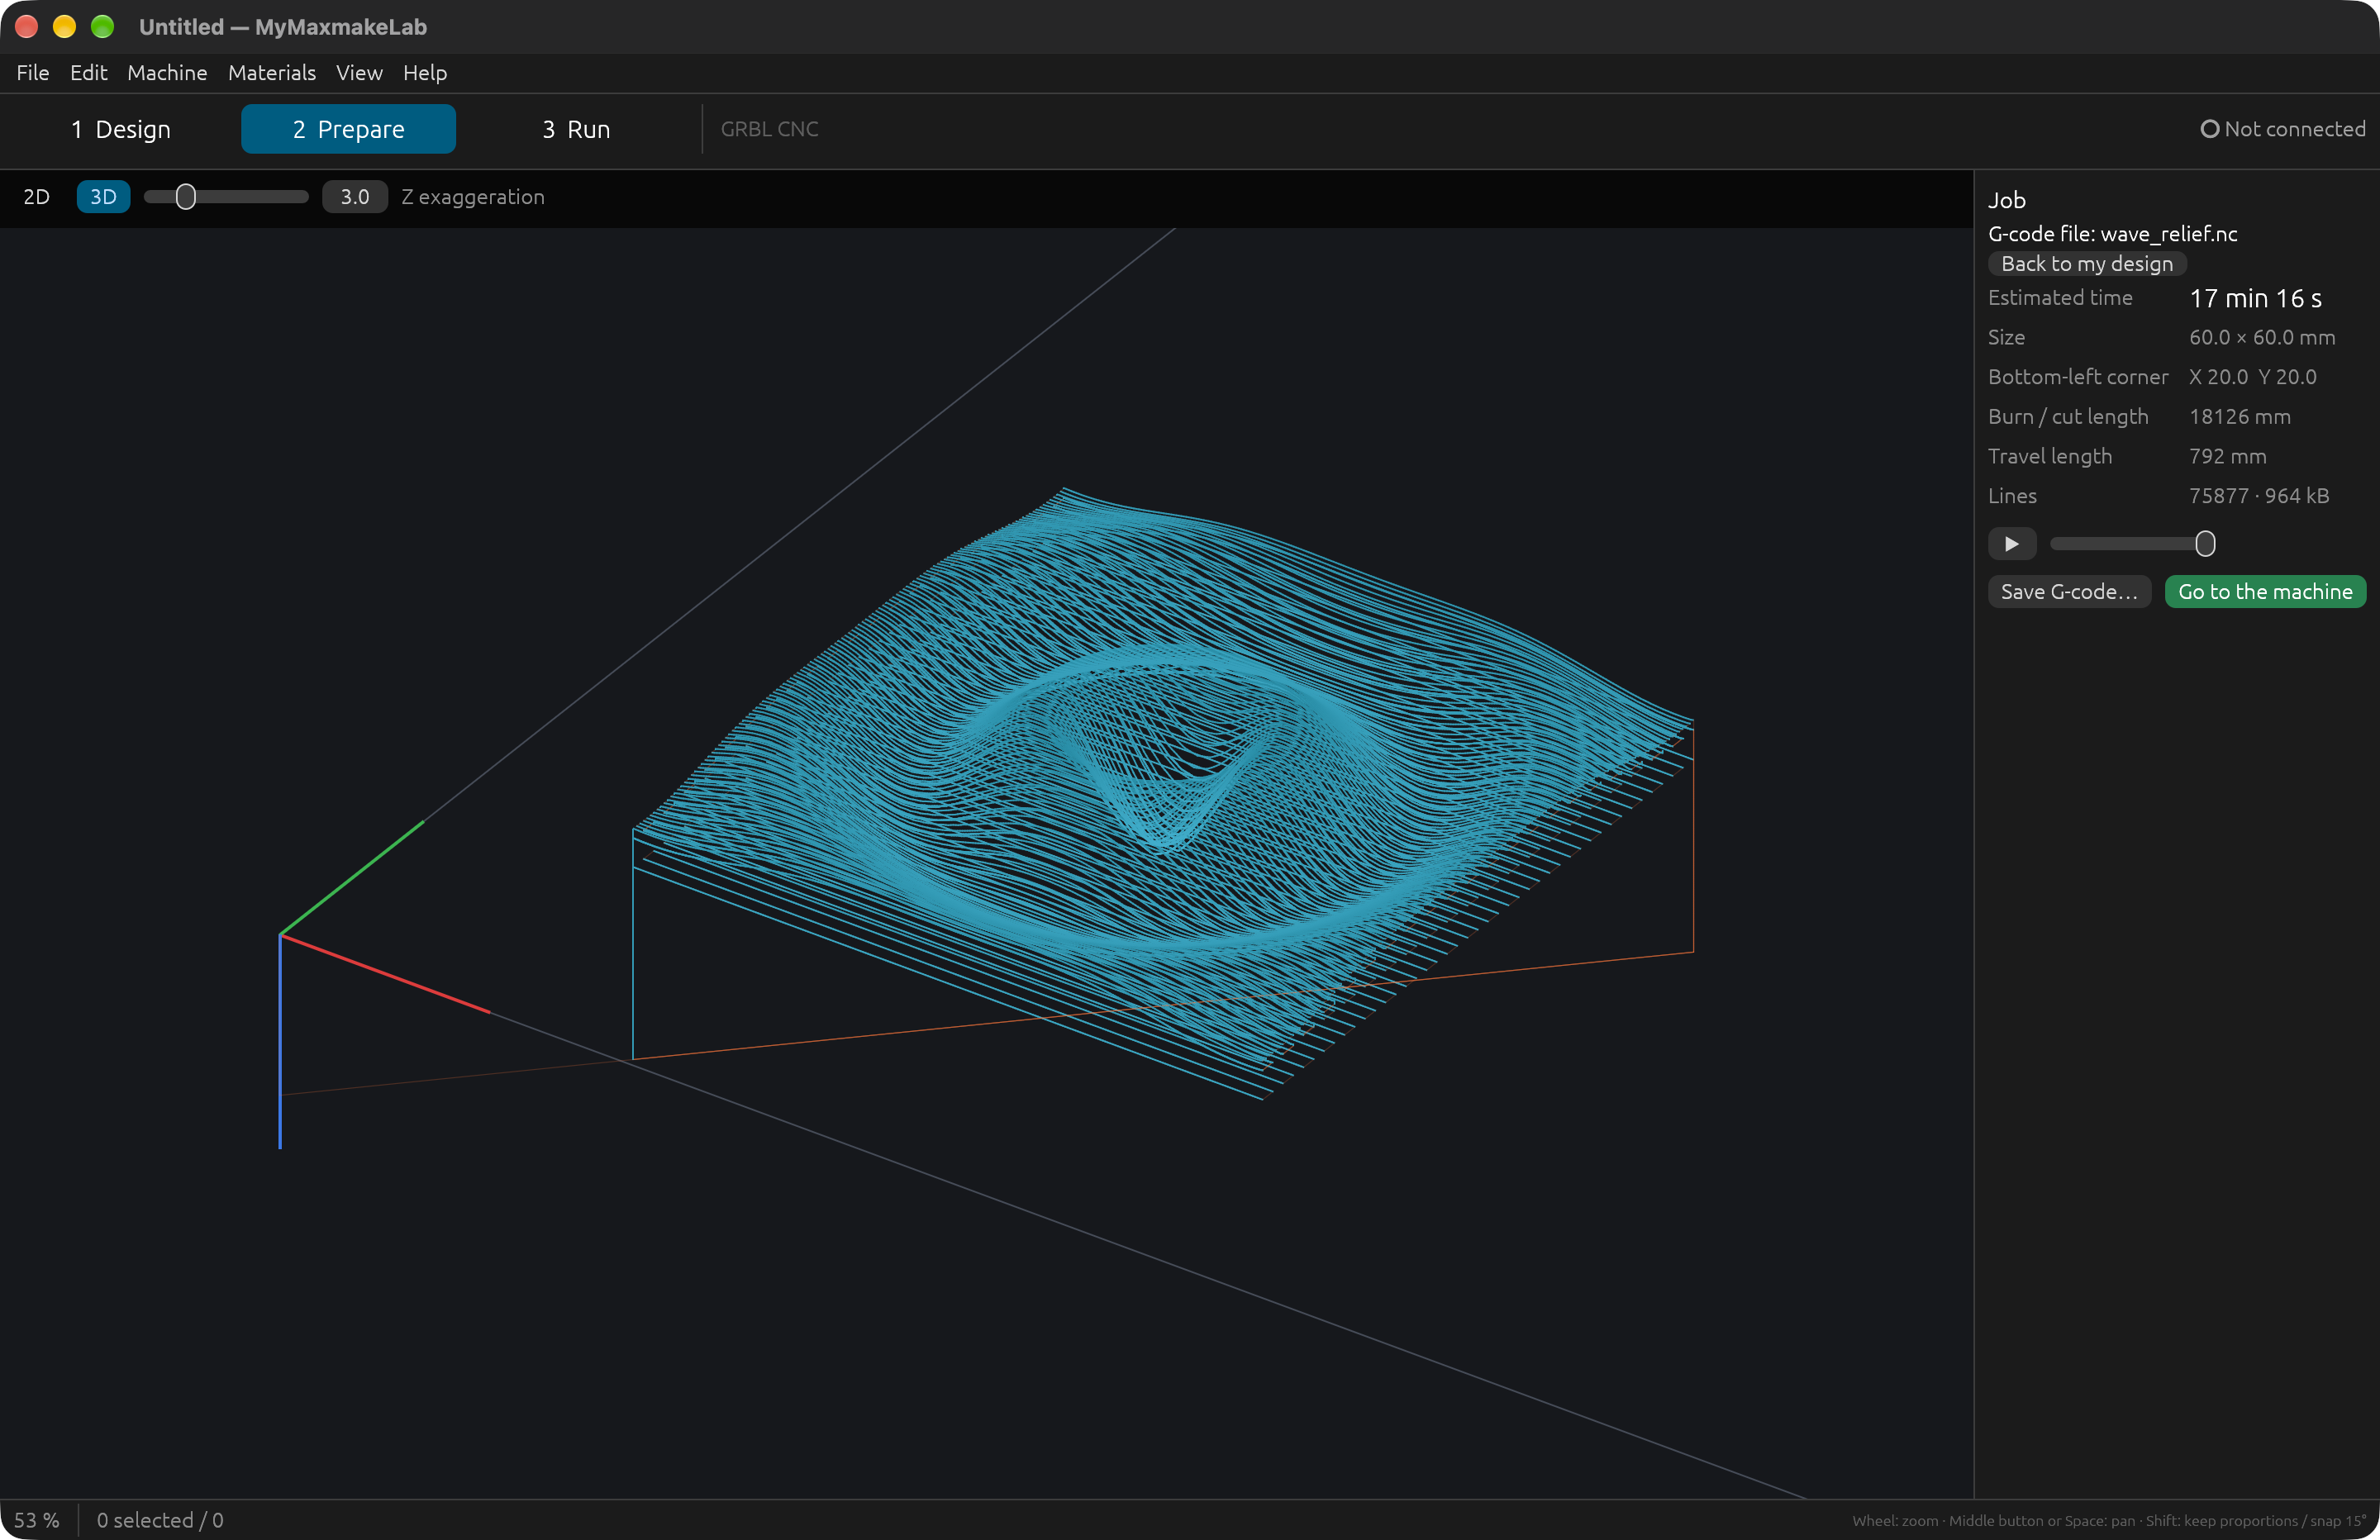 Untitled — MyMaxmakeLab
File Edit Machine Materials View Help
1 Design 2 Prepare 3 Run GRBL CNC Not connected
2D 3D 3.0 Z exaggeration
Job
G-code file: wave_relief.nc
Back to my design
Estimated time 17 min 16 s
Size 60.0 × 60.0 mm
Bottom-left corner X 20.0 Y 20.0
Burn / cut length 18126 mm
Travel length 792 mm
Lines 75877 · 964 kB
Save G-code... Go to the machine
53 % 0 selected / 0 Wheel: zoom · Middle button or Space: pan · Shift: keep proportions / snap 15°